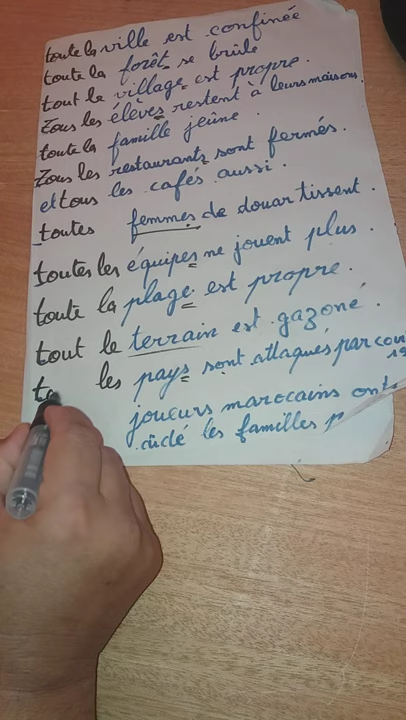 toute la ville est confinée
toute la forêt se brûle
tout le village est propre.
Tous les élèves restent à leurs maisons.
toute la famille jeûne.
Tous les restaurants sont fermés.
et tous les cafés aussi.
toutes femmes de douar tissent.
toutes les équipes ne jouent plus.
toute la plage est propre.
tout le terrain est gazoné.
to les pays sont attaqués par
joueurs marocains ont
les familles